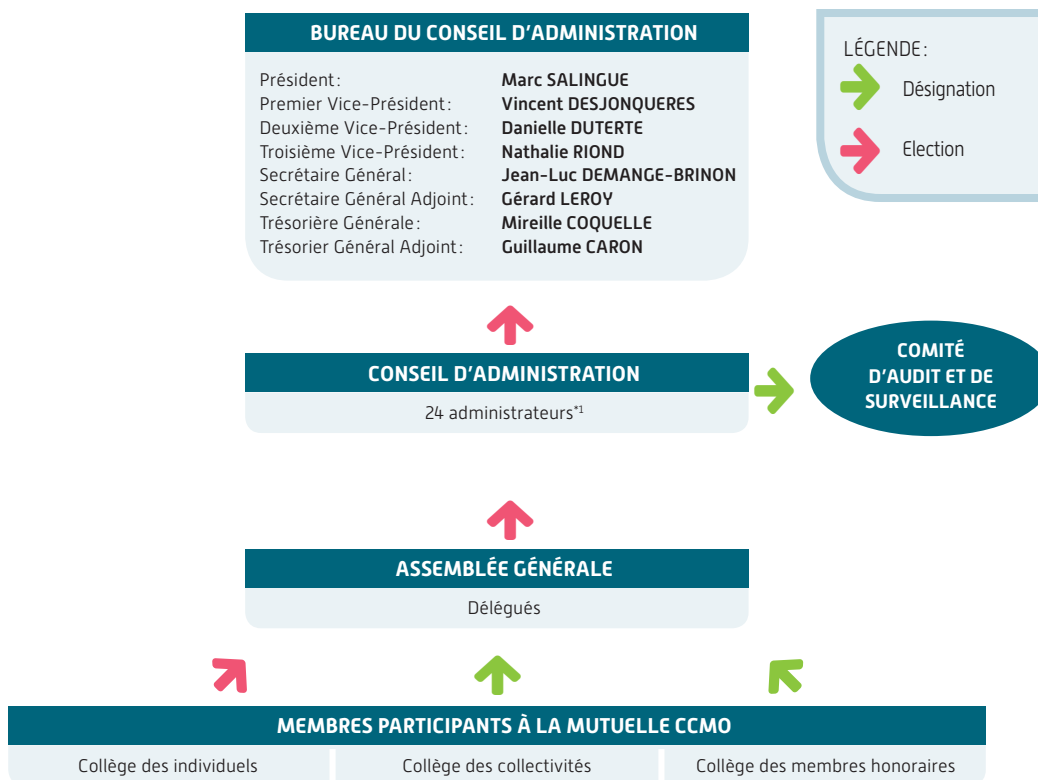 BUREAU DU CONSEIL D'ADMINISTRATION
Président : Marc SALINGUE
Premier Vice-Président : Vincent DESJONQUERES
Deuxième Vice-Président : Danielle DUTERTE
Troisième Vice-Président : Nathalie RIOND
Secrétaire Général : Jean-Luc DEMANGE-BRINON
Secrétaire Général Adjoint : Gérard LEROY
Trésorière Générale : Mireille COQUELLE
Trésorier Général Adjoint : Guillaume CARON
LÉGENDE :
Désignation
Election
CONSEIL D'ADMINISTRATION
24 administrateurs*1
COMITÉ
D'AUDIT ET DE
SURVEILLANCE
ASSEMBLÉE GÉNÉRALE
Délégués
MEMBRES PARTICIPANTS À LA MUTUELLE CCMO
Collège des individuels
Collège des collectivités
Collège des membres honoraires